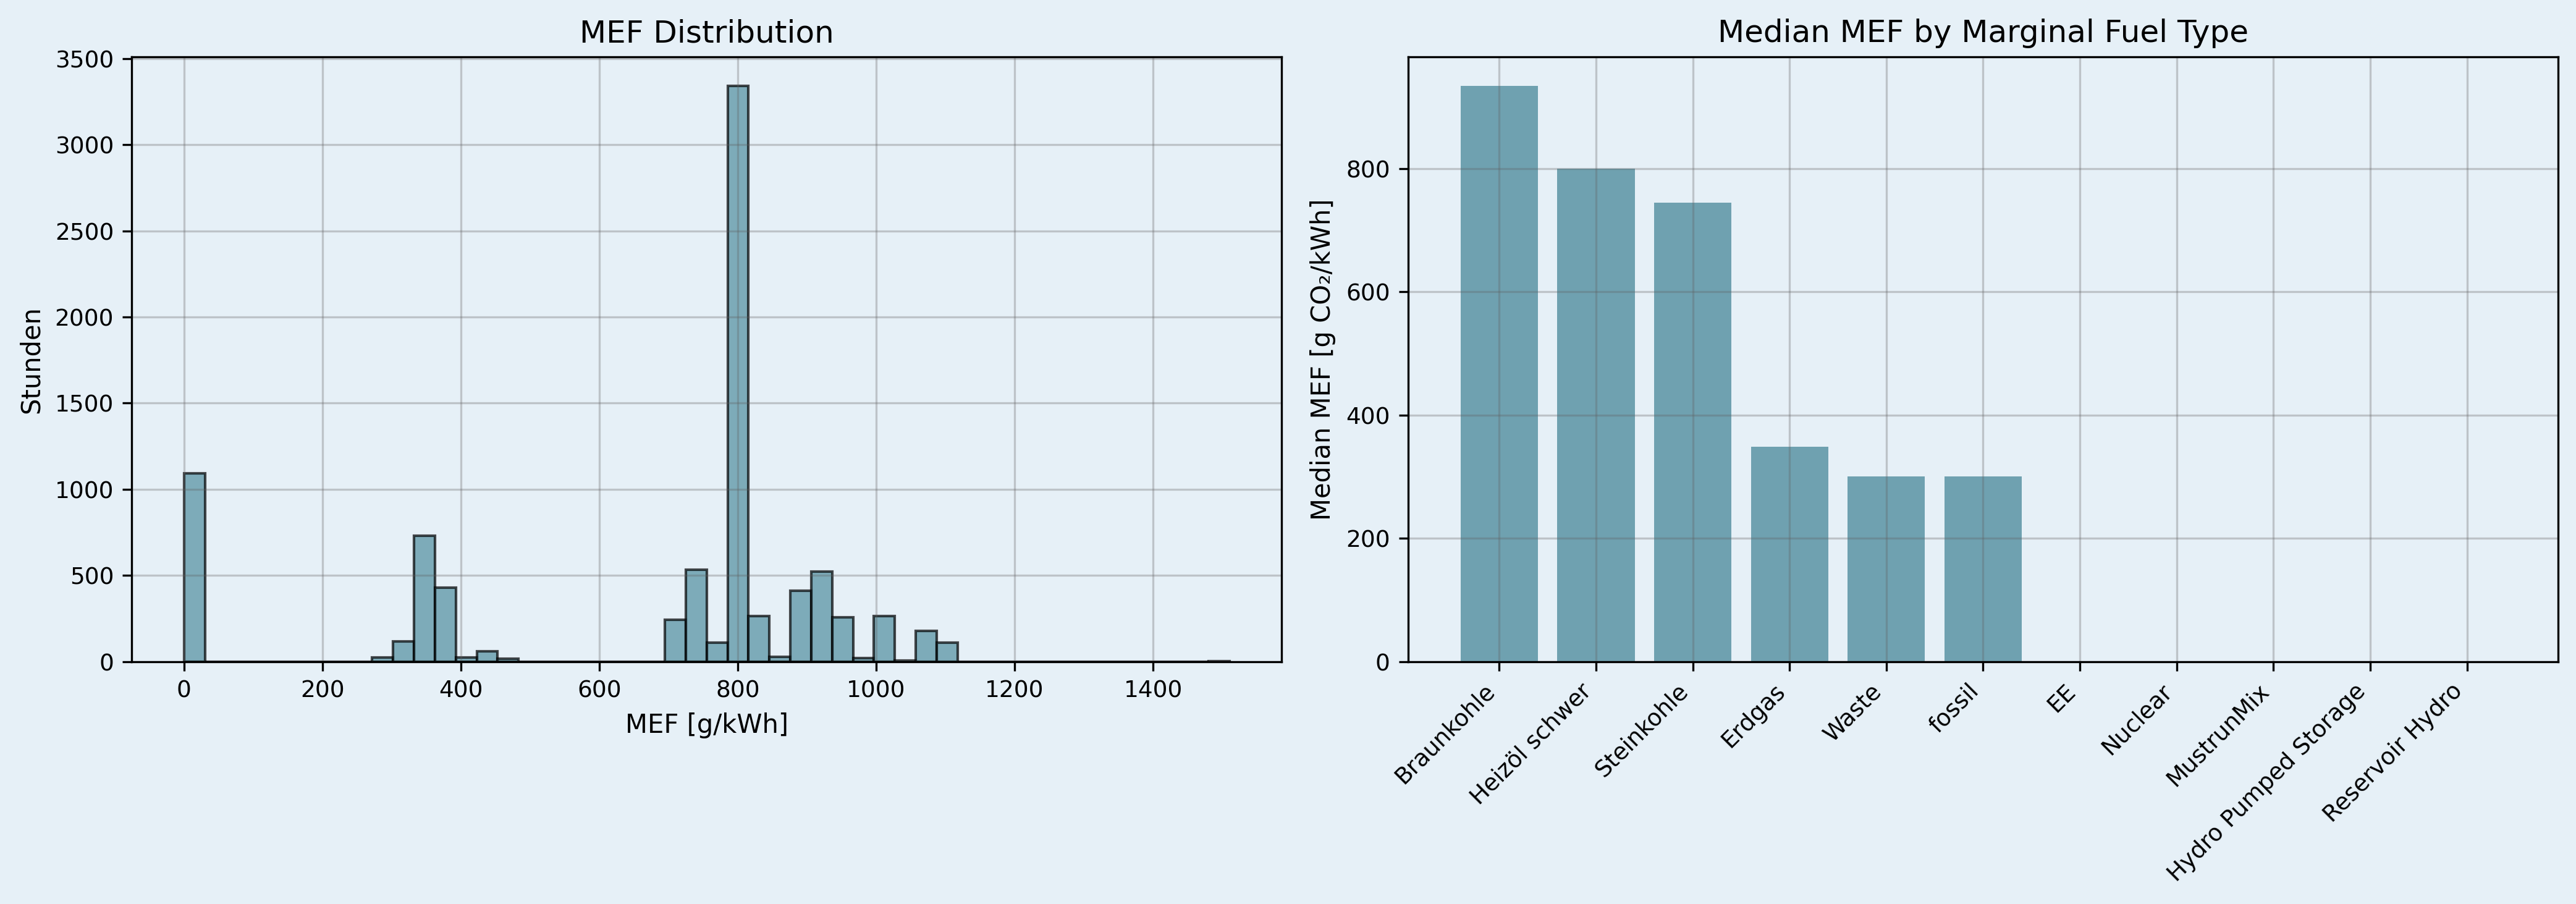 MEF Distribution
3500
3000
2500
2000
1500
1000
500
0
Stunden
0 200 400 600 800 1000 1200 1400
MEF [g/kWh]
Median MEF by Marginal Fuel Type
800
600
400
200
0
Median MEF [g CO₂/kWh]
Braunkohle
Heizöl schwer
Steinkohle
Erdgas
Waste
fossil
EE
Nuclear
MustrunMix
Hydro Pumped Storage
Reservoir Hydro